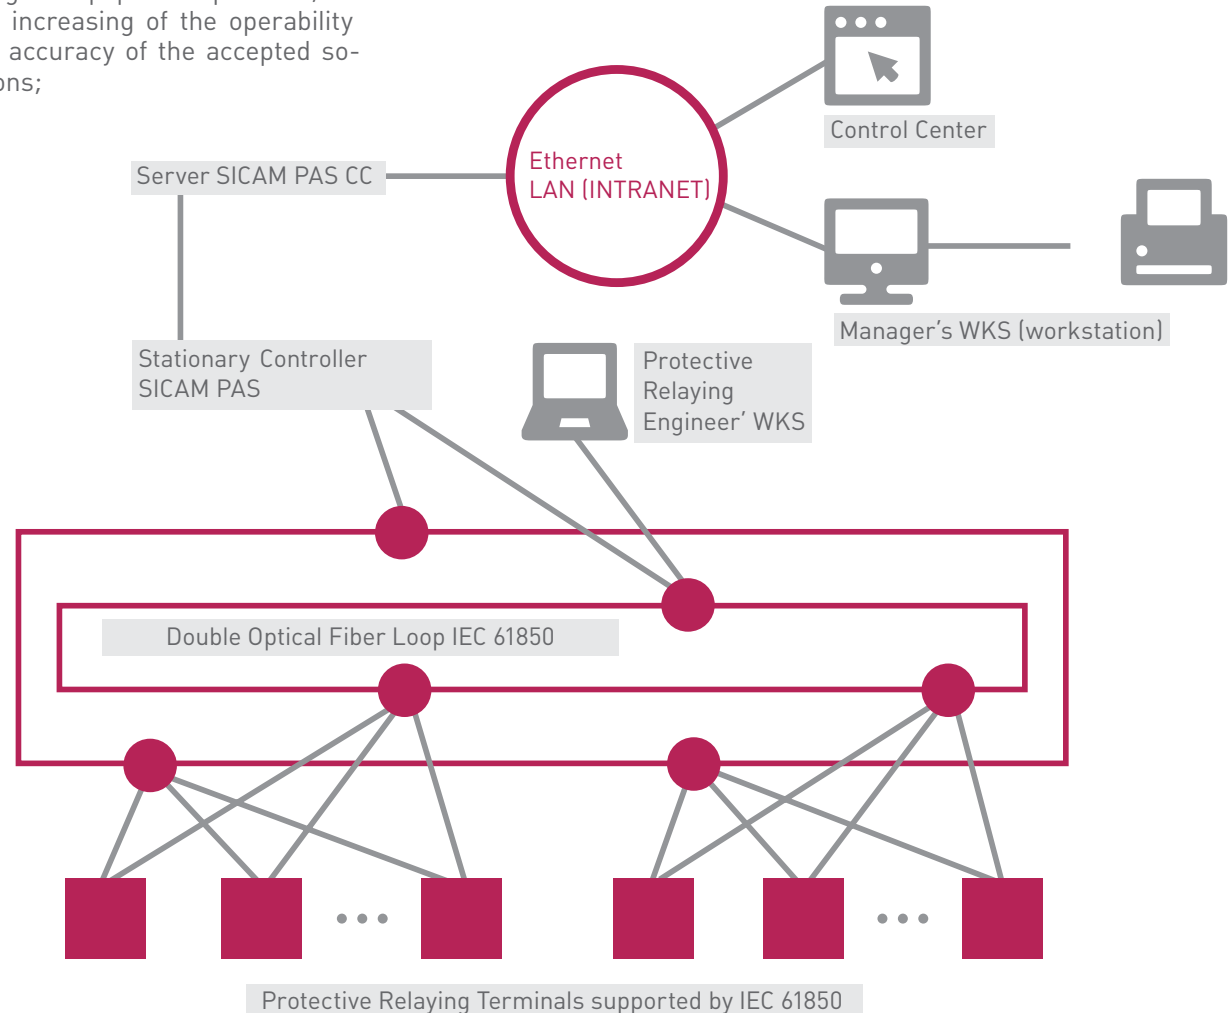 increasing of the operability
accuracy of the accepted so-
ons;
Control Center
Ethernet
LAN (INTRANET)
Server SICAM PAS CC
Manager’s WKS (workstation)
Stationary Controller
SICAM PAS
Protective
Relaying
Engineer’ WKS
Double Optical Fiber Loop IEC 61850
Protective Relaying Terminals supported by IEC 61850